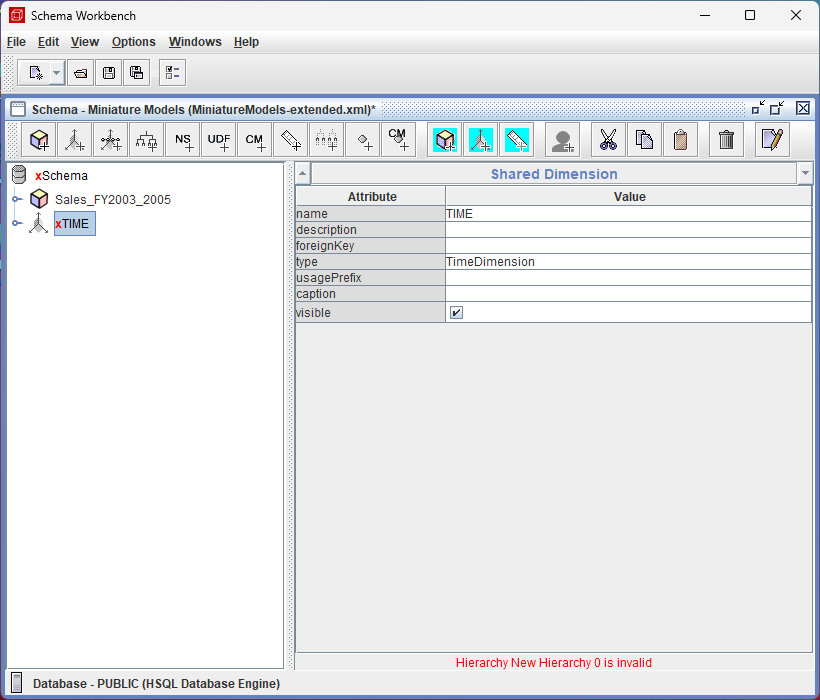 Schema Workbench
File Edit View Options Windows Help
Schema - Miniature Models (MiniatureModels-extended.xml)*
NS UDF CM CM
xSchema
Sales_FY2003_2005
xTIME
Shared Dimension
Attribute Value
name TIME
description
foreignKey
type TimeDimension
usagePrefix
caption
visible
Hierarchy New Hierarchy 0 is invalid
Database - PUBLIC (HSQL Database Engine)